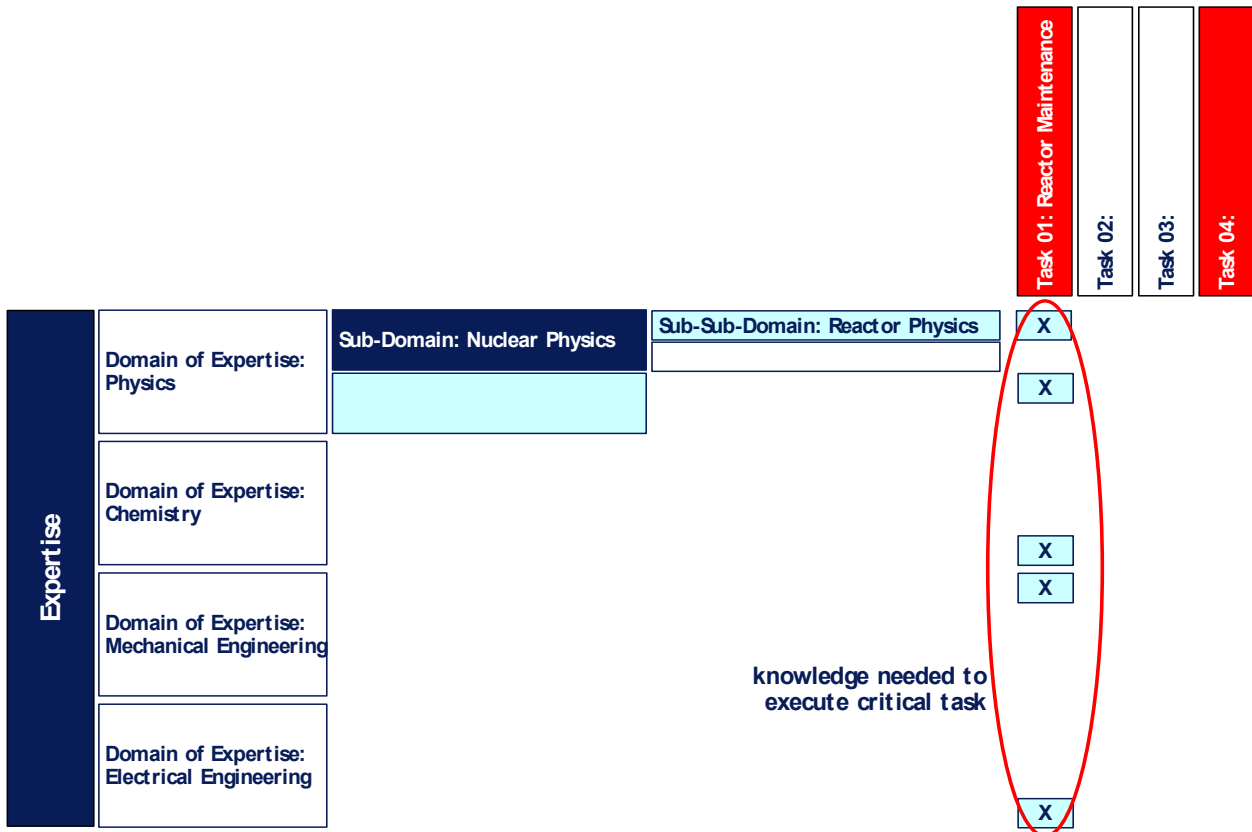 Task 01: Reactor Maintenance
Task 02:
Task 03:
Task 04:
Expertise
Domain of Expertise:
Physics
Sub-Domain: Nuclear Physics
Sub-Sub-Domain: Reactor Physics
X
X
Domain of Expertise:
Chemistry
X
Domain of Expertise:
Mechanical Engineering
X
knowledge needed to
execute critical task
Domain of Expertise:
Electrical Engineering
X